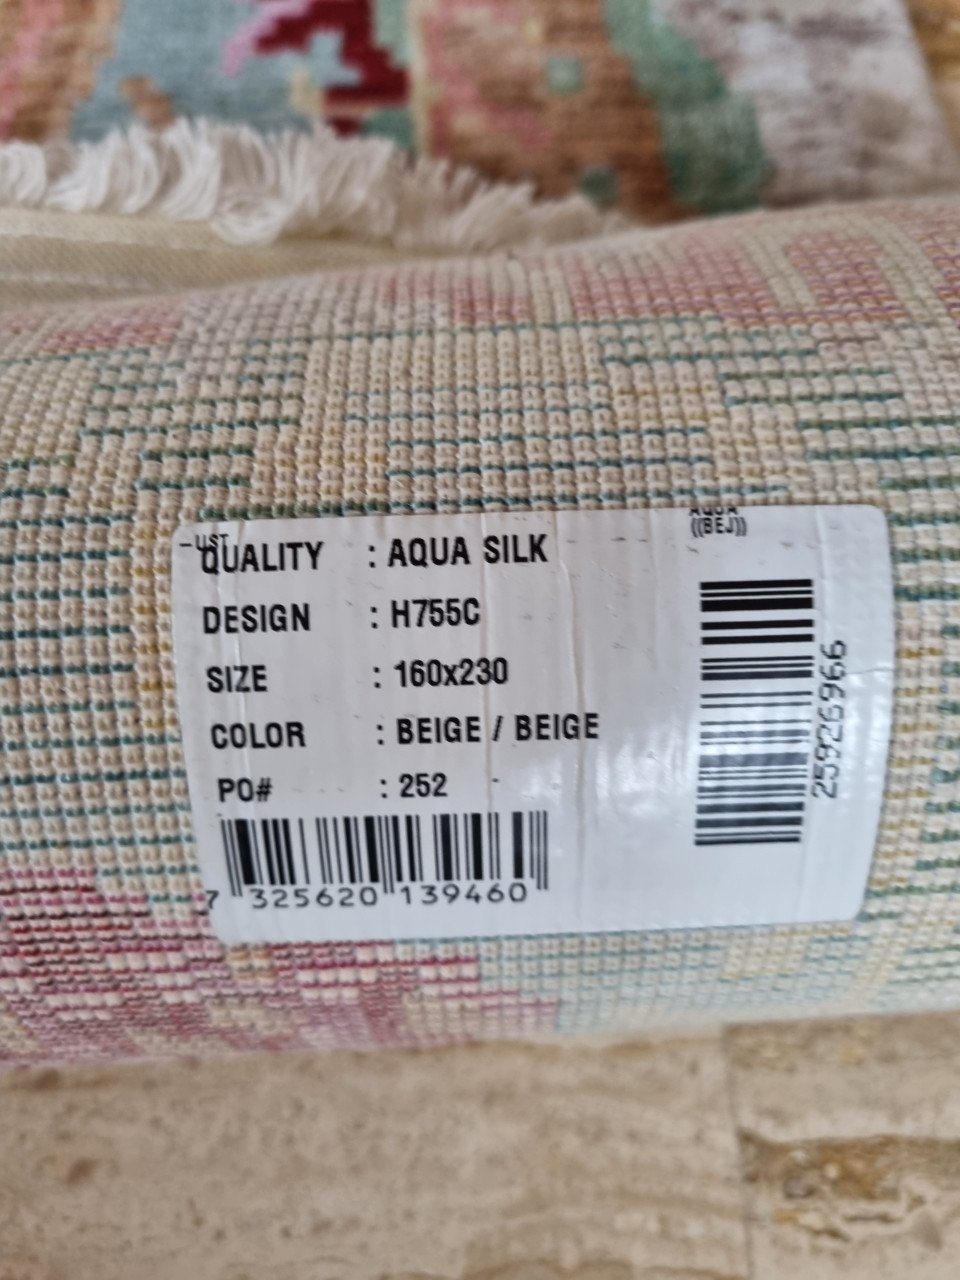 AQUA
((BEJ))
QUALITY : AQUA SILK
DESIGN : H755C
SIZE : 160x230
COLOR : BEIGE / BEIGE
PO# : 252
7 325620 139460
25926966